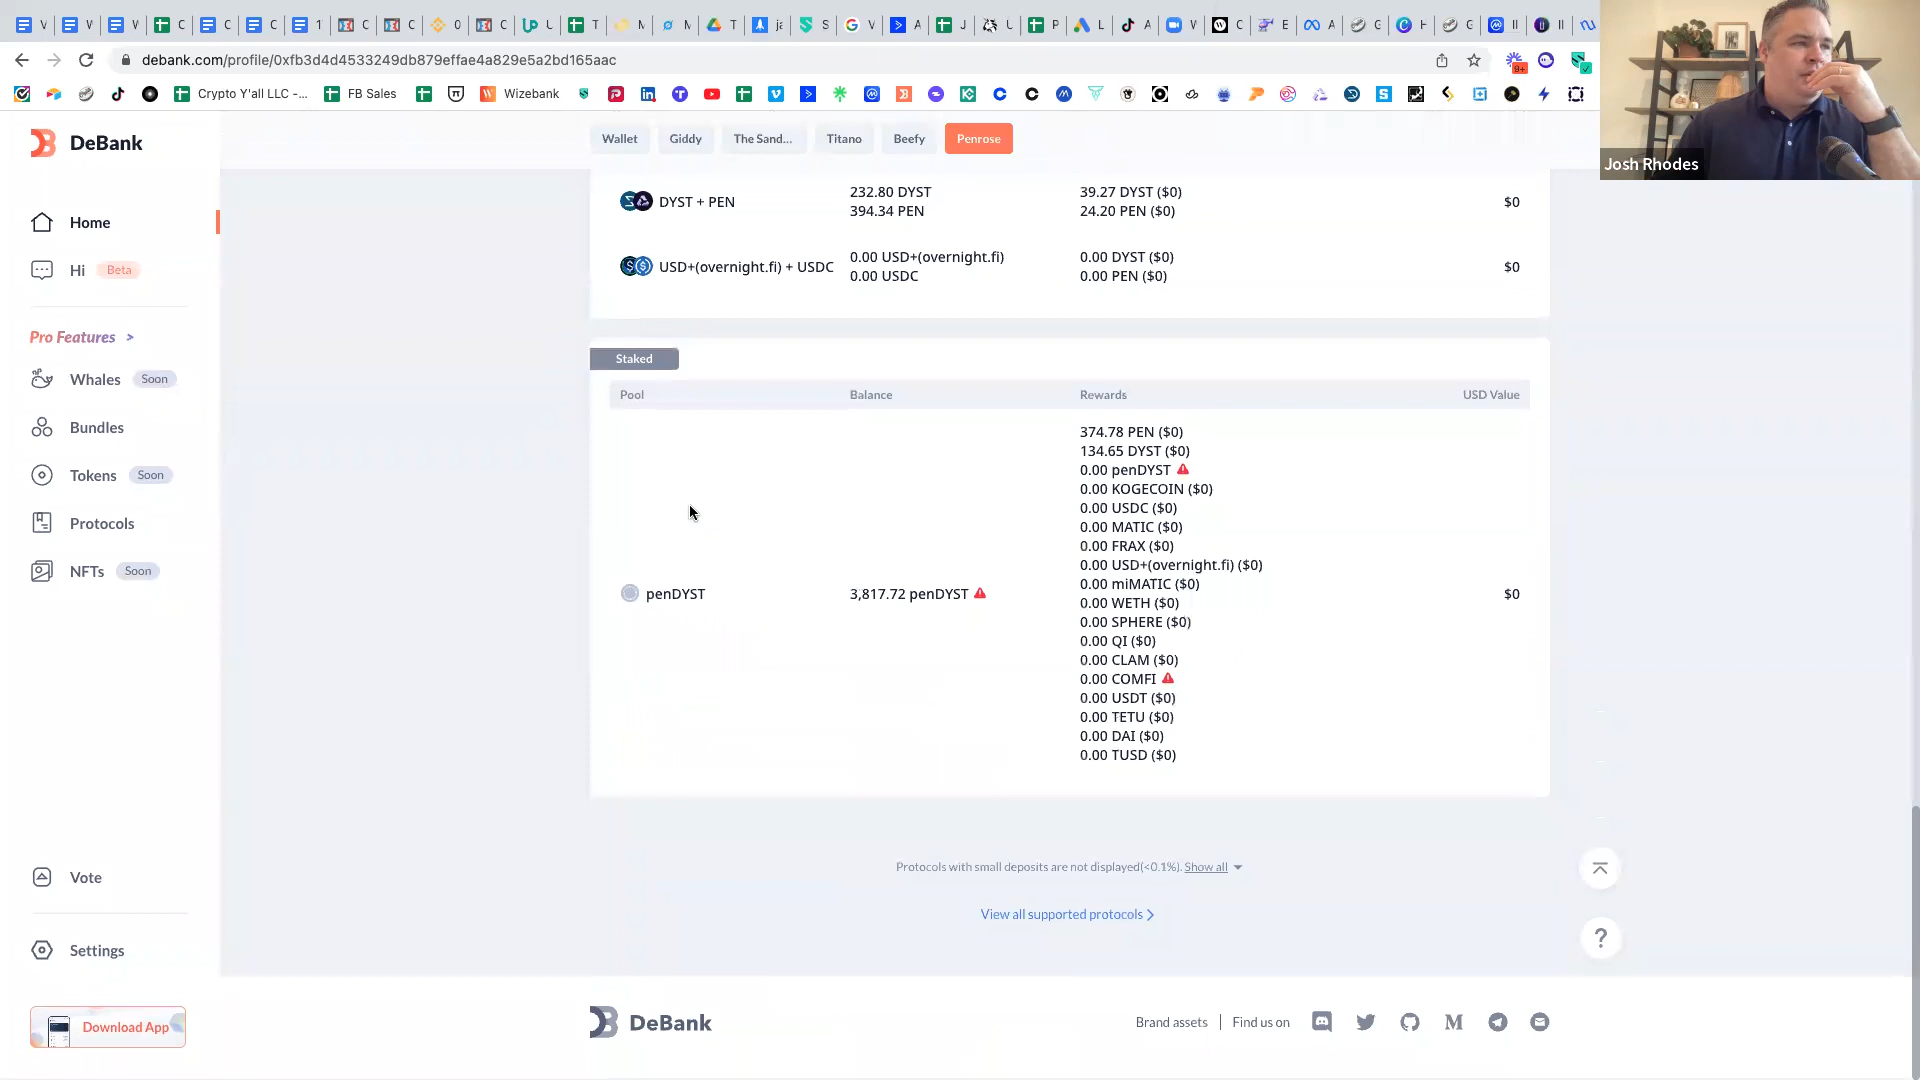 V
V
V
C
C
C
1
C
C
0
C
U
T
M
M
T
ja
S
V
A
J
U
P
L
A
V
C
E
A
G
H
G
II
II
debank.com/profile/0xfb3d4d4533249db879effae4a829e5a2bd165aac
9+
Crypto Y'all LLC -...
FB Sales
Wizebank
Josh Rhodes
DeBank
Home
Hi Beta
Pro Features >
Whales Soon
Bundles
Tokens Soon
Protocols
NFTs Soon
Vote
Settings
Download App
Wallet
Giddy
The Sand...
Titano
Beefy
Penrose
DYST + PEN
232.80 DYST
394.34 PEN
39.27 DYST ($0)
24.20 PEN ($0)
$0
USD+(overnight.fi) + USDC
0.00 USD+(overnight.fi)
0.00 USDC
0.00 DYST ($0)
0.00 PEN ($0)
$0
Staked
Pool
Balance
Rewards
USD Value
penDYST
3,817.72 penDYST
374.78 PEN ($0)
134.65 DYST ($0)
0.00 penDYST
0.00 KOGECOIN ($0)
0.00 USDC ($0)
0.00 MATIC ($0)
0.00 FRAX ($0)
0.00 USD+(overnight.fi) ($0)
0.00 miMATIC ($0)
0.00 WETH ($0)
0.00 SPHERE ($0)
0.00 QI ($0)
0.00 CLAM ($0)
0.00 COMFI
0.00 USDT ($0)
0.00 TETU ($0)
0.00 DAI ($0)
0.00 TUSD ($0)
$0
Protocols with small deposits are not displayed(<0.1%). Show all
View all supported protocols >
?
DeBank
Brand assets | Find us on